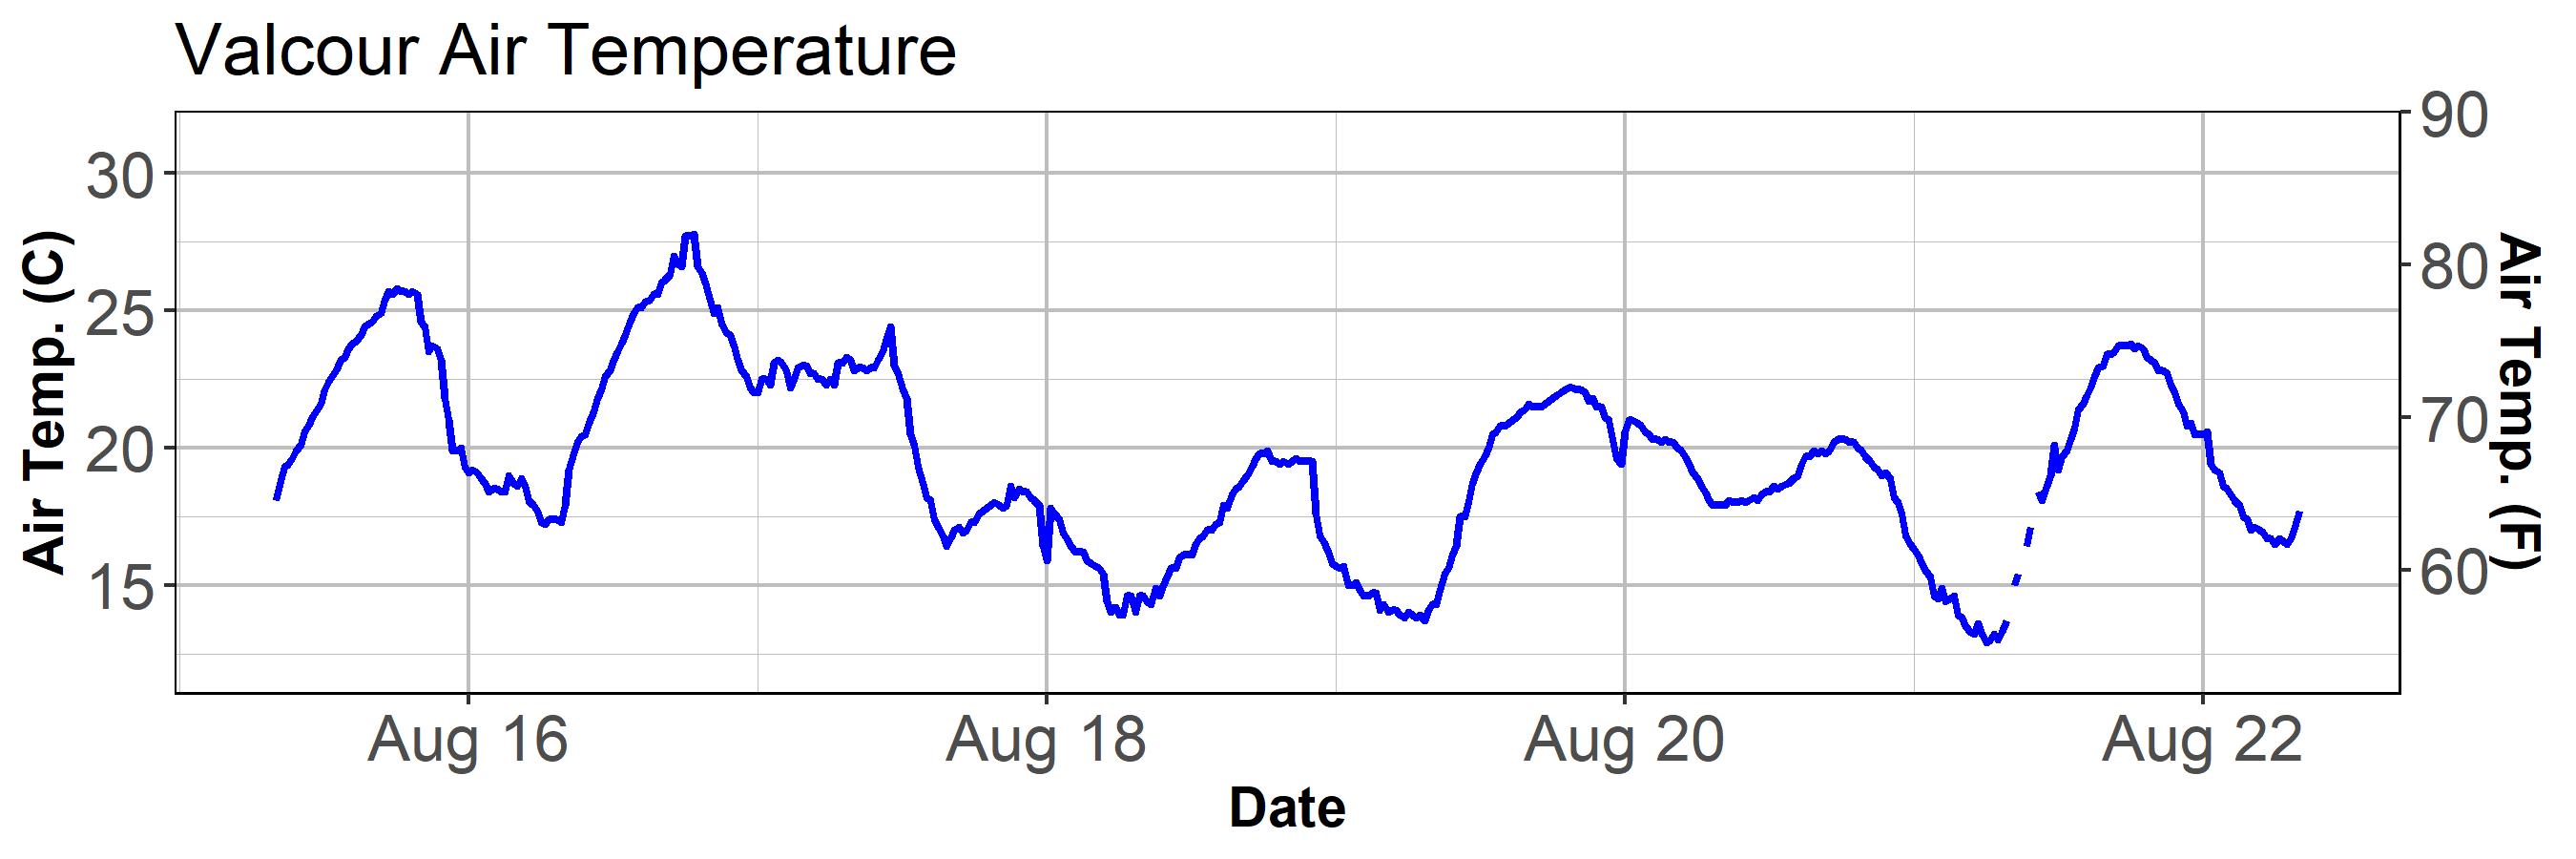 Valcour Air Temperature
Air Temp. (C)
30
25
20
15
90
80
70
60
Air Temp. (F)
Aug 16
Aug 18
Aug 20
Aug 22
Date